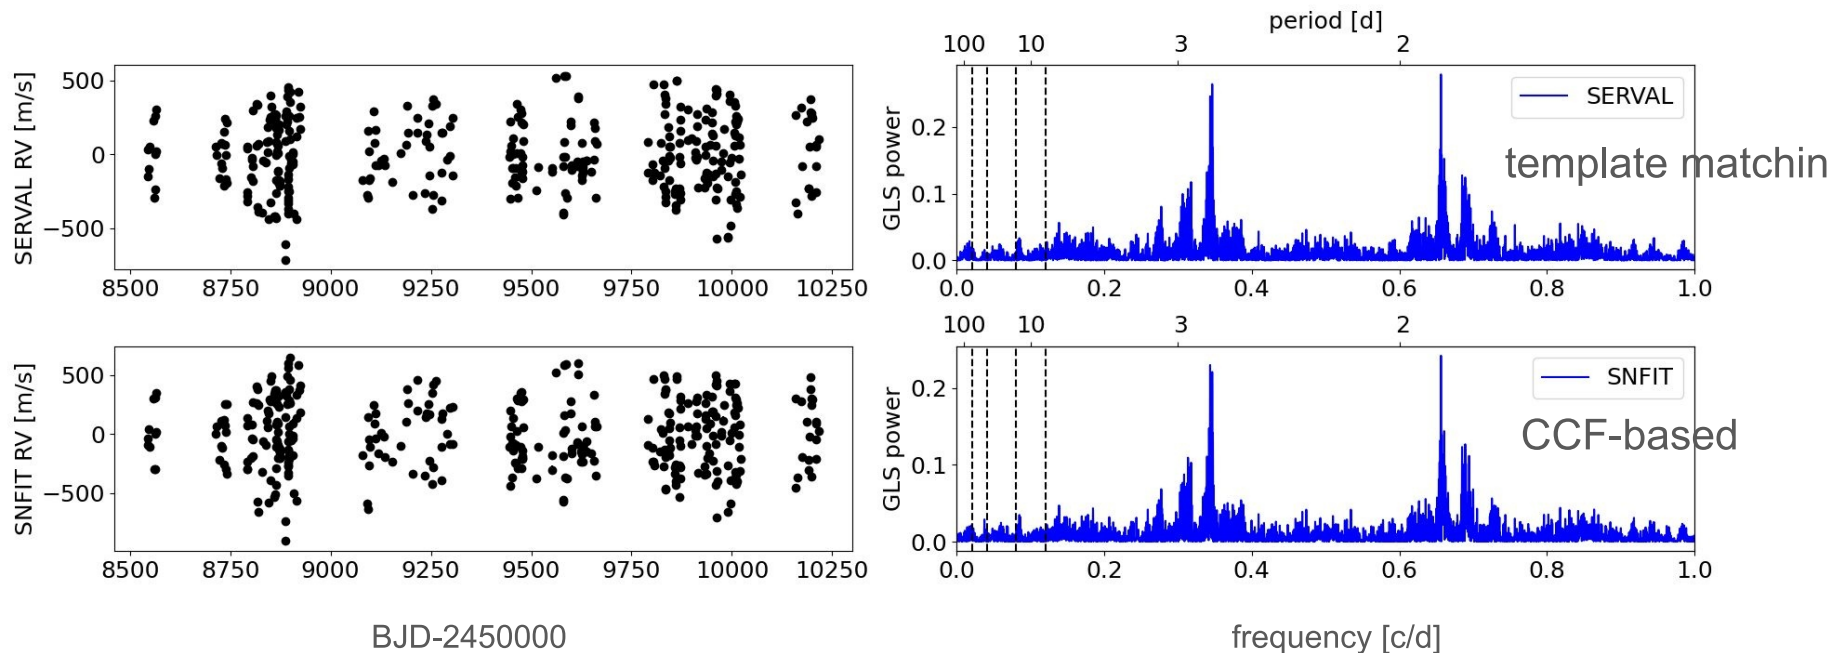 period [d]
100 10 3 2
SERVAL RV [m/s]
500
0
−500
8500 8750 9000 9250 9500 9750 10000 10250
GLS power
0.2
0.1
0.0
SERVAL
template matchin
0.0 0.2 0.4 0.6 0.8 1.0
100 10 3 2
SNFIT RV [m/s]
500
0
−500
8500 8750 9000 9250 9500 9750 10000 10250
GLS power
0.2
0.1
0.0
SNFIT
CCF-based
0.0 0.2 0.4 0.6 0.8 1.0
BJD-2450000
frequency [c/d]